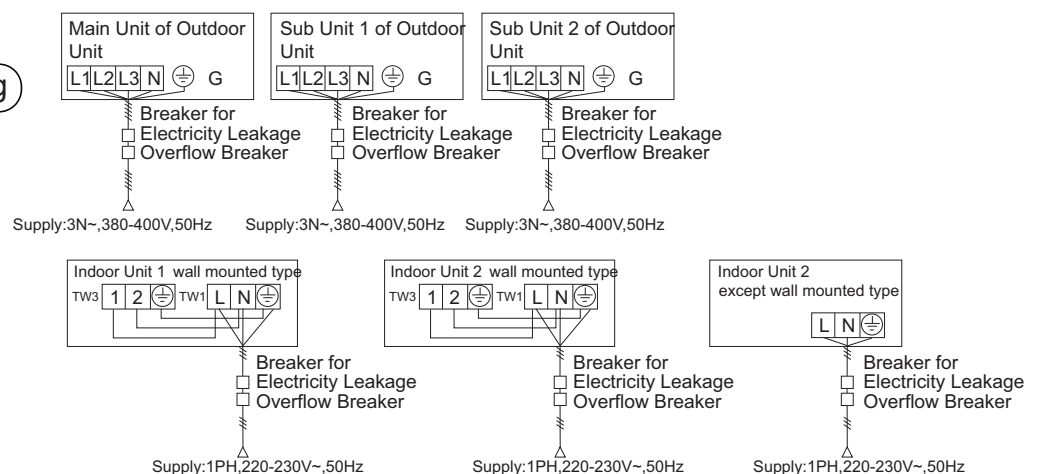 g
Main Unit of Outdoor
Unit
L1 L2 L3 N G
Sub Unit 1 of Outdoor
Unit
L1 L2 L3 N G
Sub Unit 2 of Outdoor
Unit
L1 L2 L3 N G
Breaker for
Electricity Leakage
Overflow Breaker
Breaker for
Electricity Leakage
Overflow Breaker
Breaker for
Electricity Leakage
Overflow Breaker
Supply:3N~,380-400V,50Hz
Supply:3N~,380-400V,50Hz
Supply:3N~,380-400V,50Hz
Indoor Unit 1 wall mounted type
TW3 1 2 TW1 L N
Indoor Unit 2 wall mounted type
TW3 1 2 TW1 L N
Indoor Unit 2
except wall mounted type
L N
Breaker for
Electricity Leakage
Overflow Breaker
Breaker for
Electricity Leakage
Overflow Breaker
Breaker for
Electricity Leakage
Overflow Breaker
Supply:1PH,220-230V~,50Hz
Supply:1PH,220-230V~,50Hz
Supply:1PH,220-230V~,50Hz